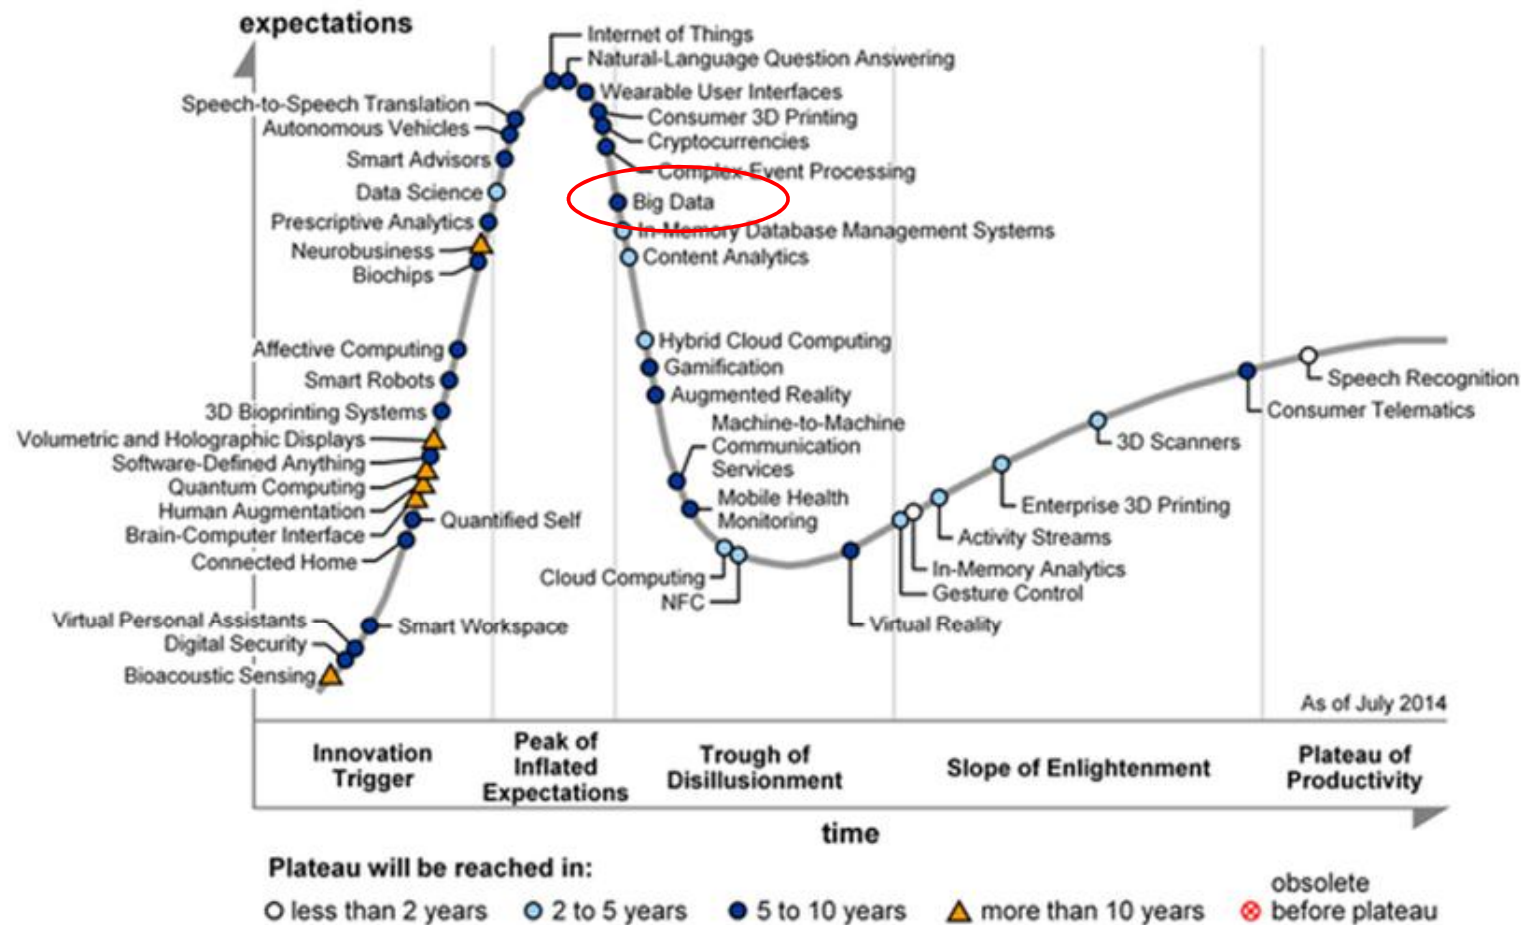 expectations
Internet of Things
Natural-Language Question Answering
Wearable User Interfaces
Speech-to-Speech Translation
Consumer 3D Printing
Autonomous Vehicles
Cryptocurrencies
Smart Advisors
Complex Event Processing
Data Science
Big Data
Prescriptive Analytics
In-Memory Database Management Systems
Neurobusiness
Content Analytics
Biochips
Hybrid Cloud Computing
Affective Computing
Gamification
Smart Robots
Augmented Reality
3D Bioprinting Systems
Machine-to-Machine
Communication
Services
Volumetric and Holographic Displays
Software-Defined Anything
Quantum Computing
Human Augmentation
Brain-Computer Interface
Connected Home
Quantified Self
Mobile Health
Monitoring
Speech Recognition
Consumer Telematics
3D Scanners
Enterprise 3D Printing
Activity Streams
In-Memory Analytics
Gesture Control
Cloud Computing
NFC
Virtual Reality
Virtual Personal Assistants
Smart Workspace
Digital Security
Bioacoustic Sensing
As of July 2014
Innovation
Trigger
Peak of
Inflated
Expectations
Trough of
Disillusionment
Slope of Enlightenment
Plateau of
Productivity
time
Plateau will be reached in:
less than 2 years
2 to 5 years
5 to 10 years
more than 10 years
obsolete
before plateau